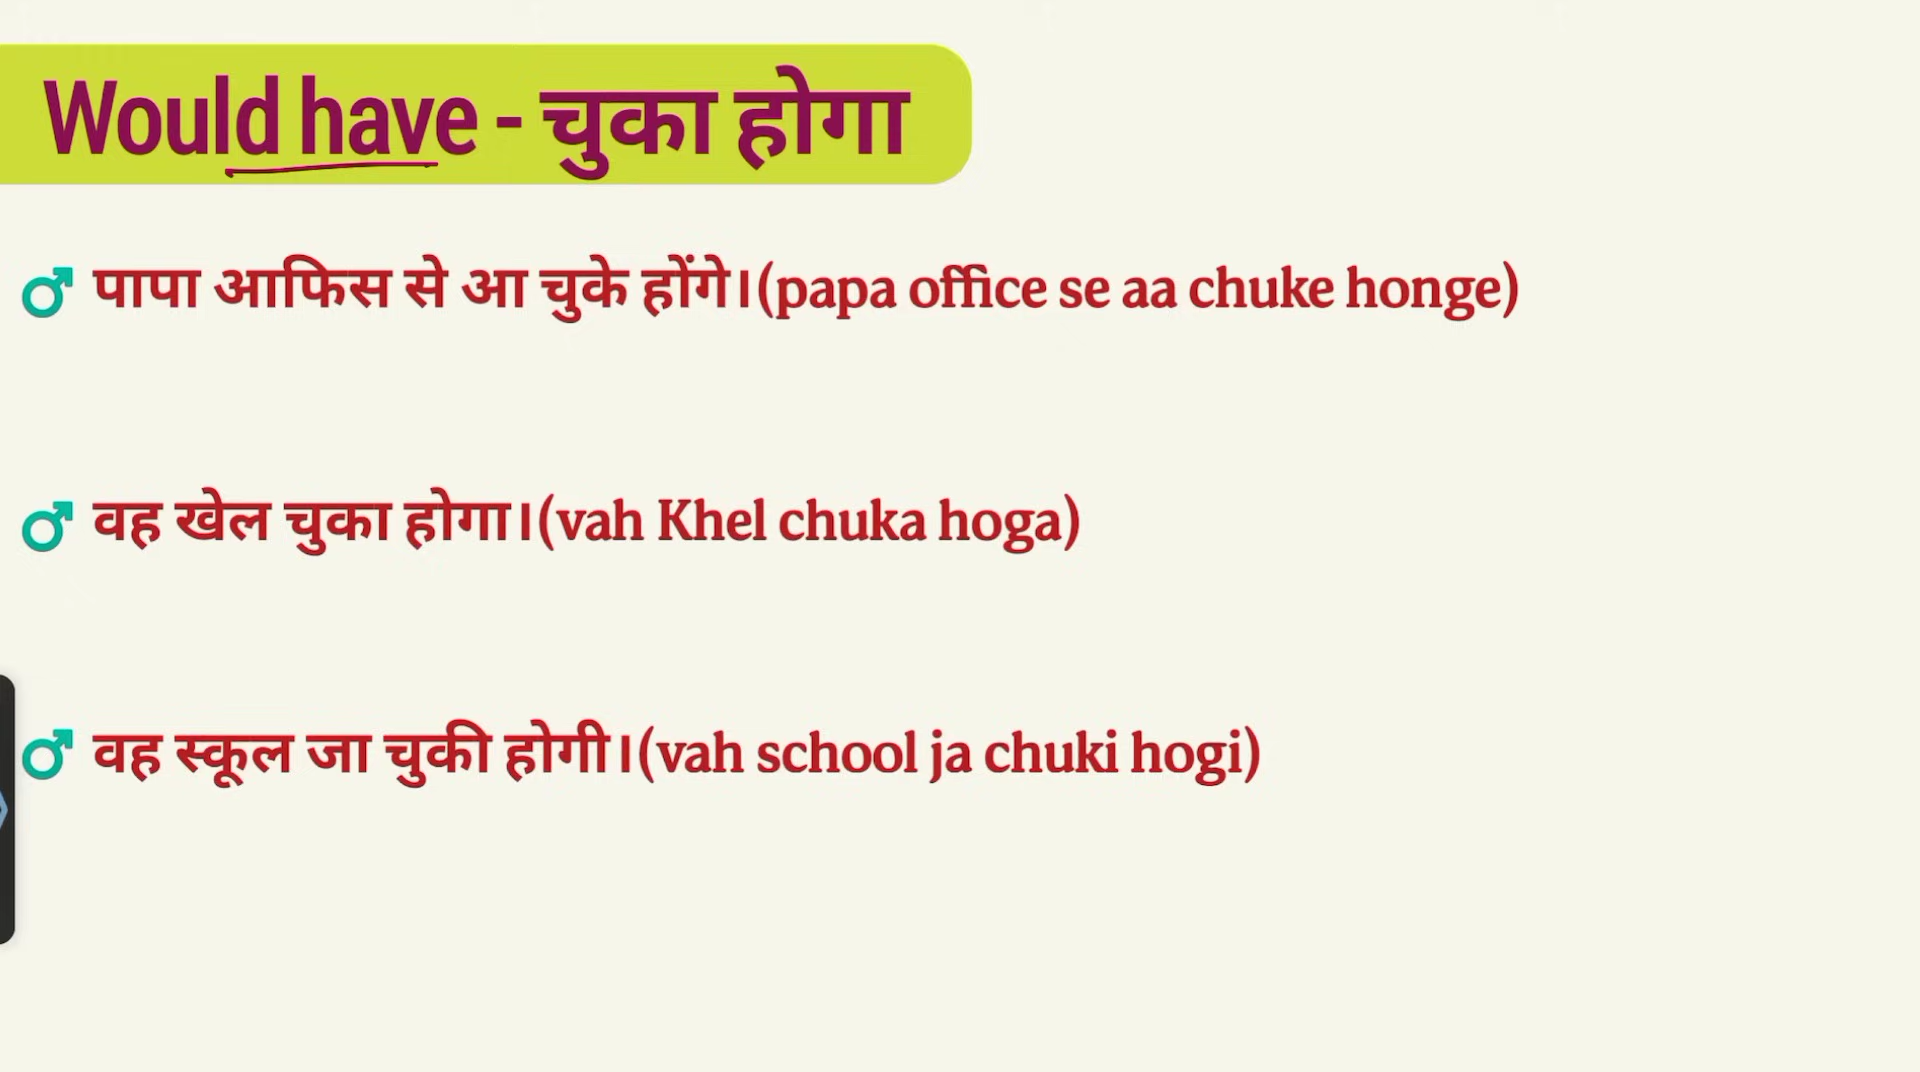 Would have - चुका होगा
पापा आफिस से आ चुके होंगे।(papa office se aa chuke honge)
वह खेल चुका होगा।(vah Khel chuka hoga)
वह स्कूल जा चुकी होगी।(vah school ja chuki hogi)